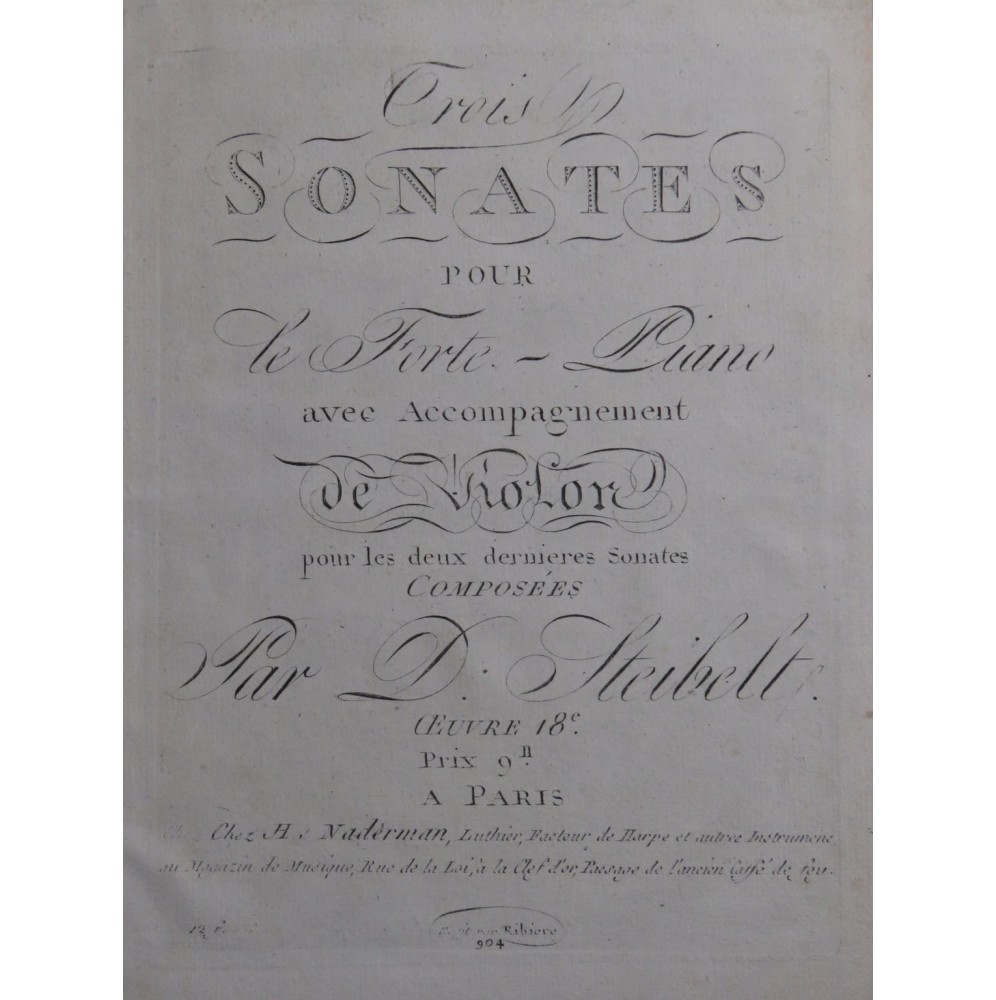 Trois
SONATES
POUR
le Forte - Piano
avec Accompagnement
de Violon
pour les deux dernieres Sonates
COMPOSÉES
Par D. Steibelt.
ŒUVRE 18e.
Prix 9tt
A PARIS
Chez H Naderman, Luthier, Facteur de Harpe et autres Instrumens
au Magazin de Musique, Rue de la Loi, à la Clef d'or, Passage de l'ancien Caffé de foy.
par Ribiere
904